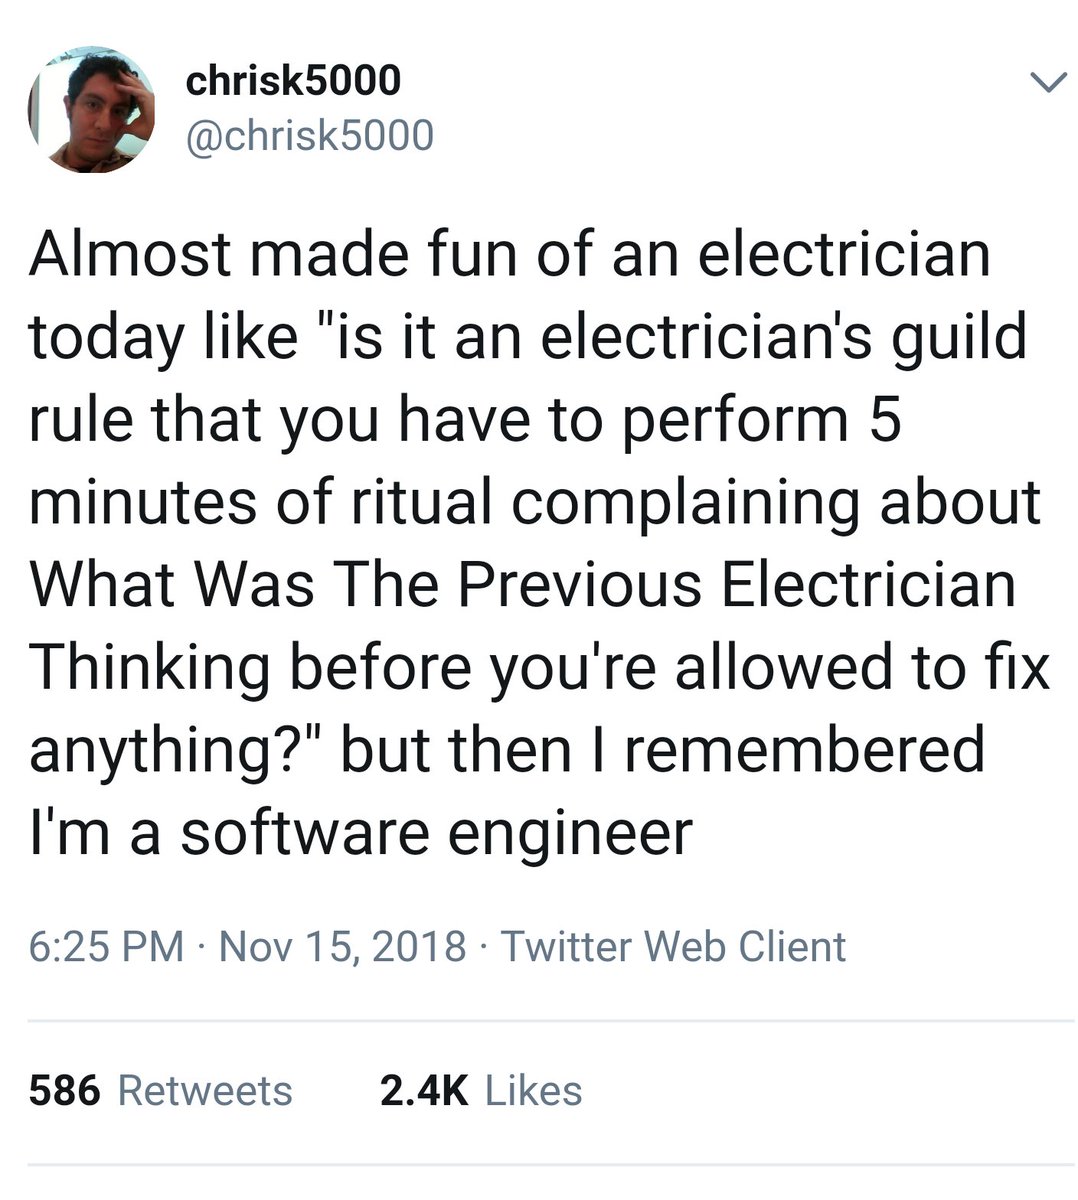 chrisk5000
@chrisk5000
Almost made fun of an electrician
today like "is it an electrician's guild
rule that you have to perform 5
minutes of ritual complaining about
What Was The Previous Electrician
Thinking before you're allowed to fix
anything?" but then I remembered
I'm a software engineer
6:25 PM · Nov 15, 2018 · Twitter Web Client
586 Retweets 2.4K Likes